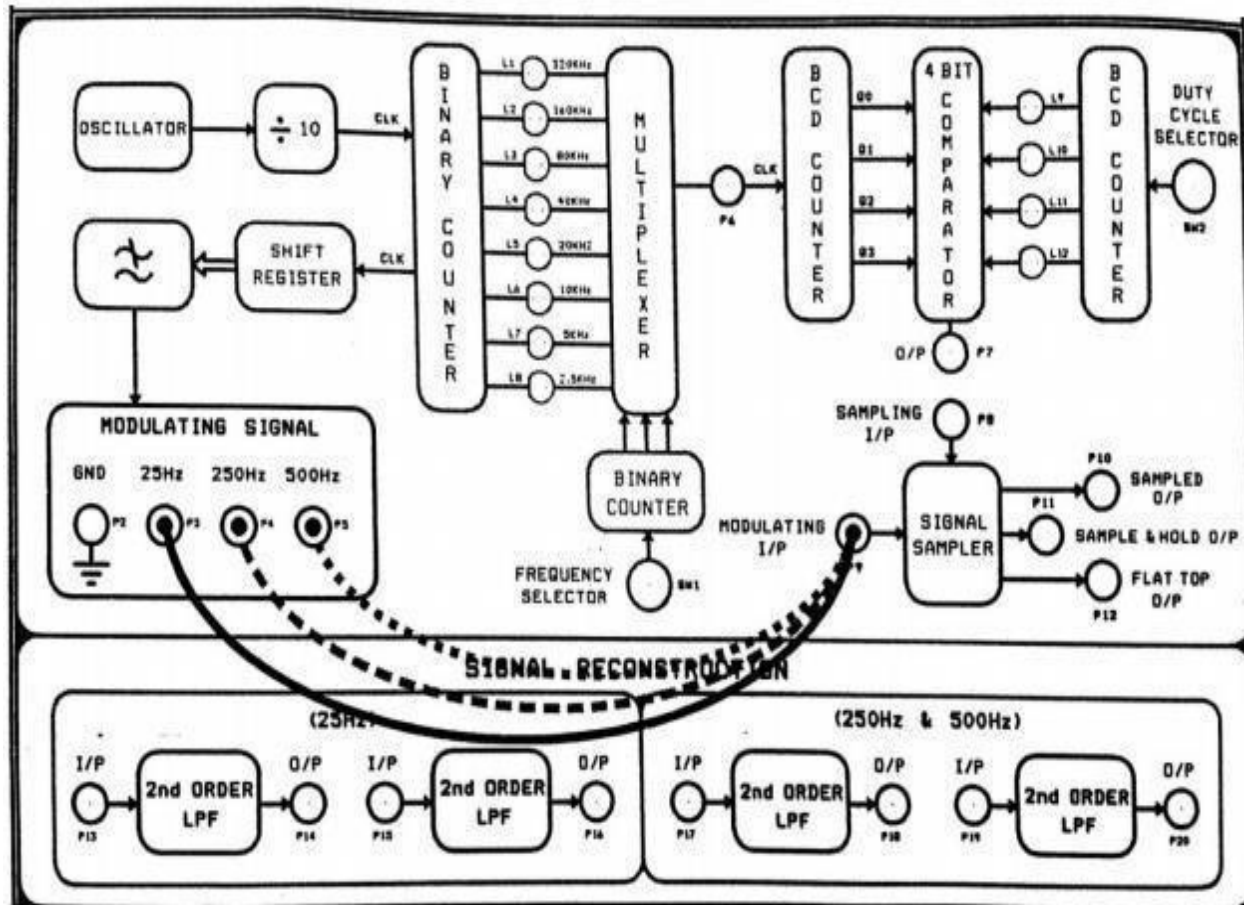 OSCILLATOR
÷ 10
CLK
BINARY COUNTER
L1 320KHz
L2 160KHz
L3 80KHz
L4 40KHz
L5 20KHZ
L6 10KHz
L7 5KHz
L8 2.5KHz
MULTIPLEXER
P6
CLK
BCD COUNTER
Q0
Q1
Q2
Q3
4 BIT COMPARATOR
L9
L10
L11
L12
BCD COUNTER
DUTY
CYCLE
SELECTOR
SW2
SHIFT
REGISTER
CLK
O/P
P7
MODULATING SIGNAL
GND
25Hz
250Hz
500Hz
P2
P3
P4
P5
BINARY
COUNTER
FREQUENCY
SELECTOR
SW1
SAMPLING
I/P
P8
MODULATING
I/P
SIGNAL
SAMPLER
P10
SAMPLED
O/P
P11
SAMPLE & HOLD O/P
FLAT TOP
O/P
P12
SIGNAL RECONSTRUCTION
(25Hz)
I/P
P13
2nd ORDER
LPF
O/P
P14
I/P
P15
2nd ORDER
LPF
O/P
P16
(250Hz & 500Hz)
I/P
P17
2nd ORDER
LPF
O/P
P18
I/P
P19
2nd ORDER
LPF
O/P
P20